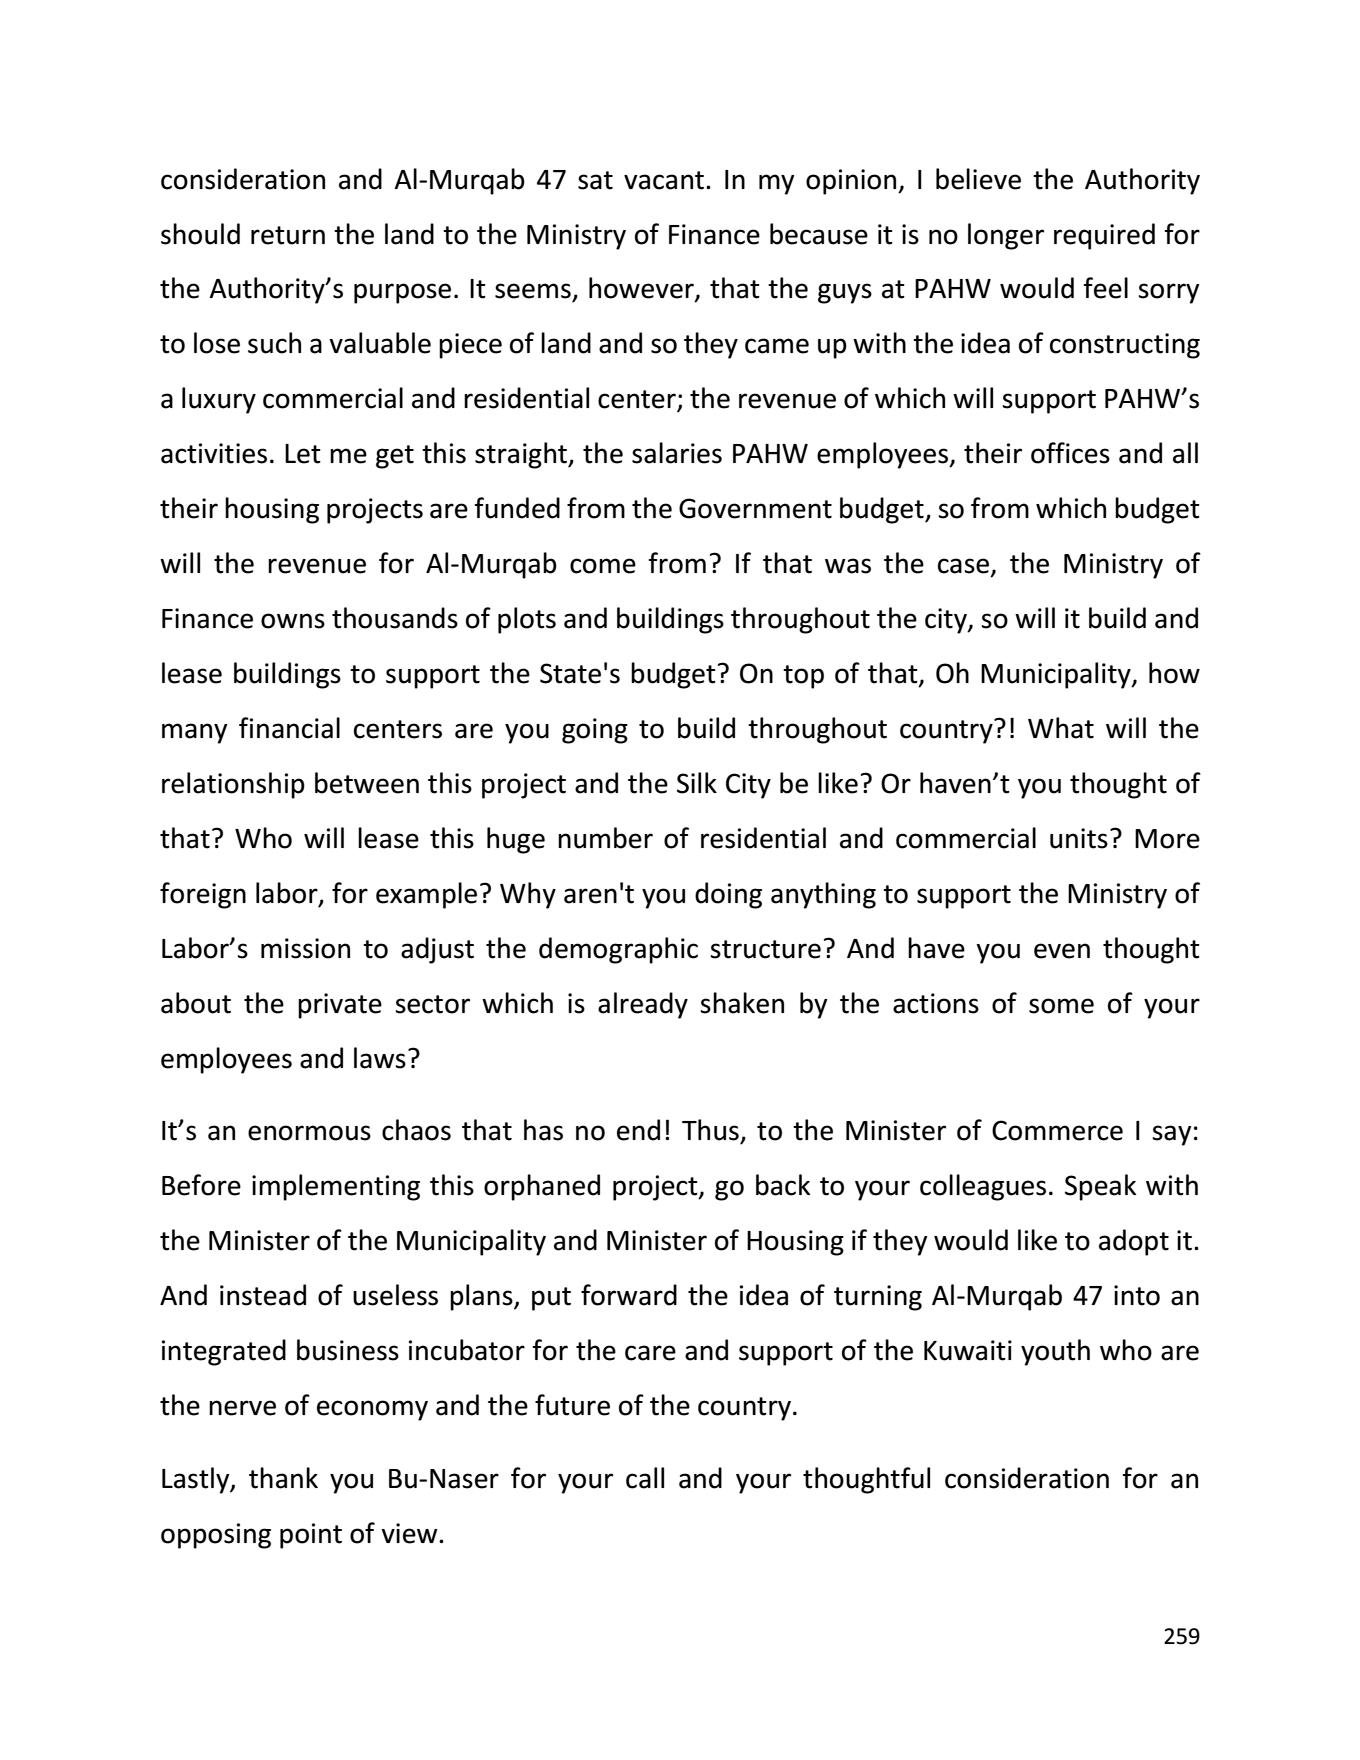 consideration and Al-Murqab 47 sat vacant. In my opinion, I believe the Authority
should return the land to the Ministry of Finance because it is no longer required for
the Authority’s purpose. It seems, however, that the guys at PAHW would feel sorry
to lose such a valuable piece of land and so they came up with the idea of constructing
a luxury commercial and residential center; the revenue of which will support PAHW’s
activities. Let me get this straight, the salaries PAHW employees, their offices and all
their housing projects are funded from the Government budget, so from which budget
will the revenue for Al-Murqab come from? If that was the case, the Ministry of
Finance owns thousands of plots and buildings throughout the city, so will it build and
lease buildings to support the State's budget? On top of that, Oh Municipality, how
many financial centers are you going to build throughout country?! What will the
relationship between this project and the Silk City be like? Or haven’t you thought of
that? Who will lease this huge number of residential and commercial units? More
foreign labor, for example? Why aren't you doing anything to support the Ministry of
Labor’s mission to adjust the demographic structure? And have you even thought
about the private sector which is already shaken by the actions of some of your
employees and laws?
It’s an enormous chaos that has no end! Thus, to the Minister of Commerce I say:
Before implementing this orphaned project, go back to your colleagues. Speak with
the Minister of the Municipality and Minister of Housing if they would like to adopt it.
And instead of useless plans, put forward the idea of turning Al-Murqab 47 into an
integrated business incubator for the care and support of the Kuwaiti youth who are
the nerve of economy and the future of the country.
Lastly, thank you Bu-Naser for your call and your thoughtful consideration for an
opposing point of view.
259